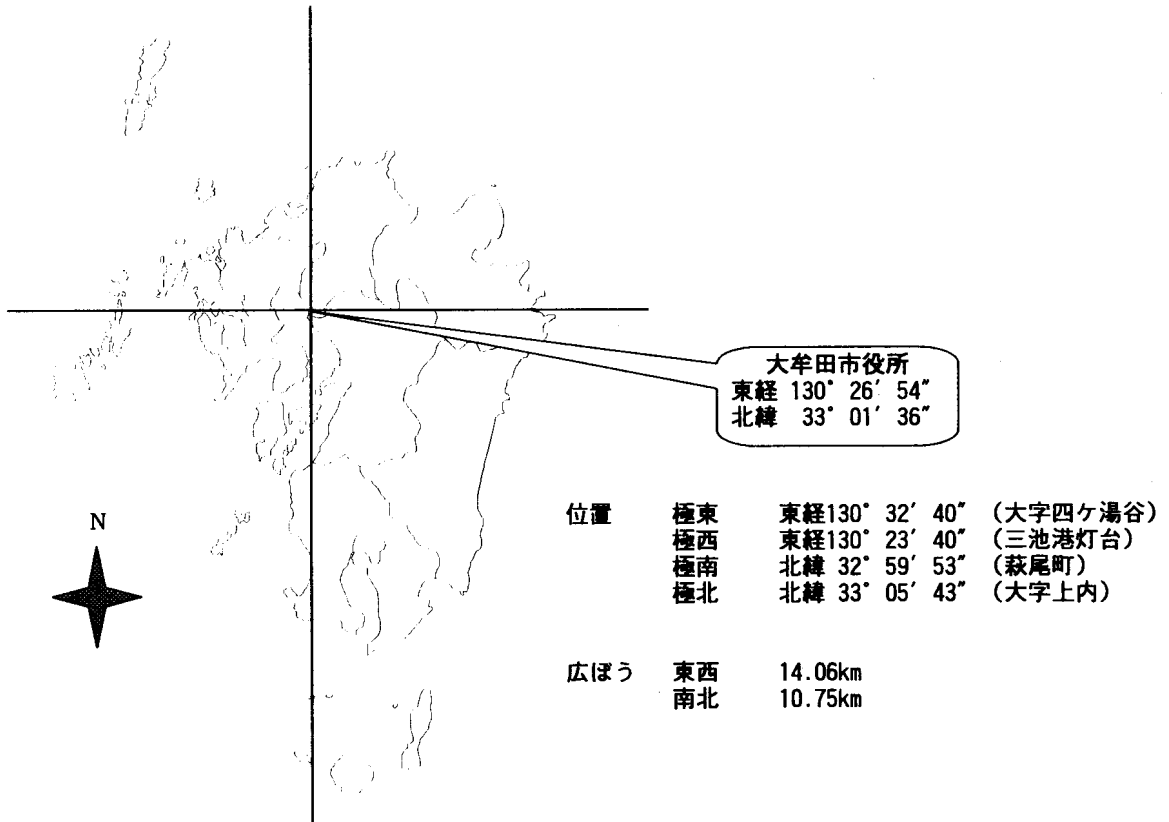 大牟田市役所
東経 130° 26′ 54″
北緯 33° 01′ 36″
N
位置 極東 東経130° 32′ 40″ (大字四ケ湯谷)
極西 東経130° 23′ 40″ (三池港灯台)
極南 北緯 32° 59′ 53″ (萩尾町)
極北 北緯 33° 05′ 43″ (大字上内)
広ぼう 東西 14.06km
南北 10.75km